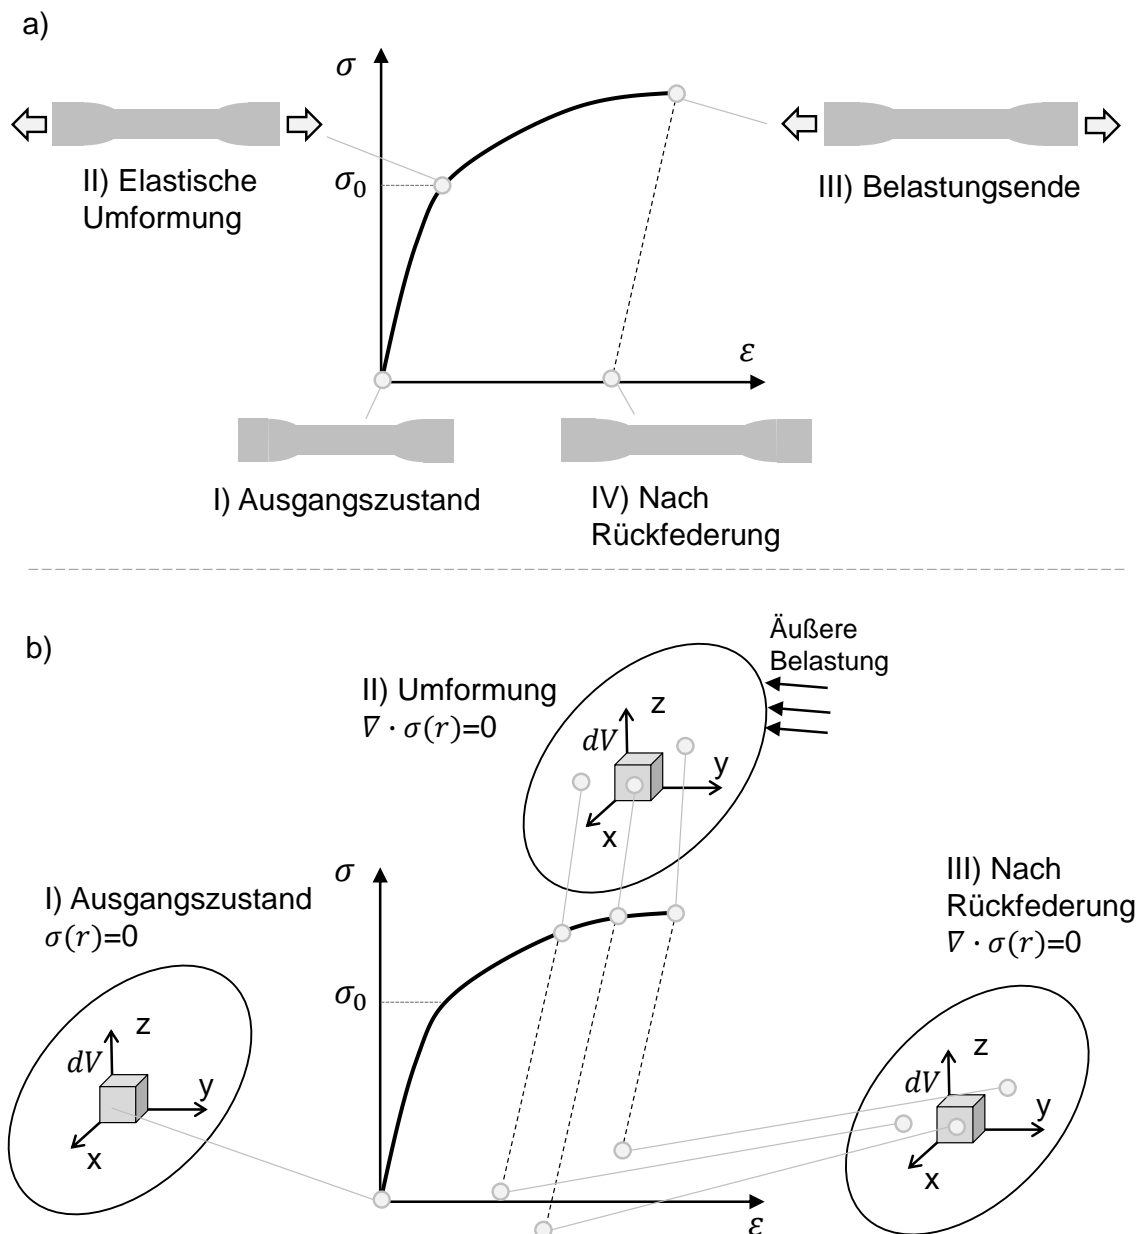 a)
σ
II) Elastische
Umformung
σ₀
III) Belastungsende
ε
I) Ausgangszustand
IV) Nach
Rückfederung
b)
Äußere
Belastung
II) Umformung
∇ · σ(r)=0
z
dV
y
x
I) Ausgangszustand
σ(r)=0
σ
III) Nach
Rückfederung
∇ · σ(r)=0
σ₀
z
dV
y
x
z
dV
y
x
ε